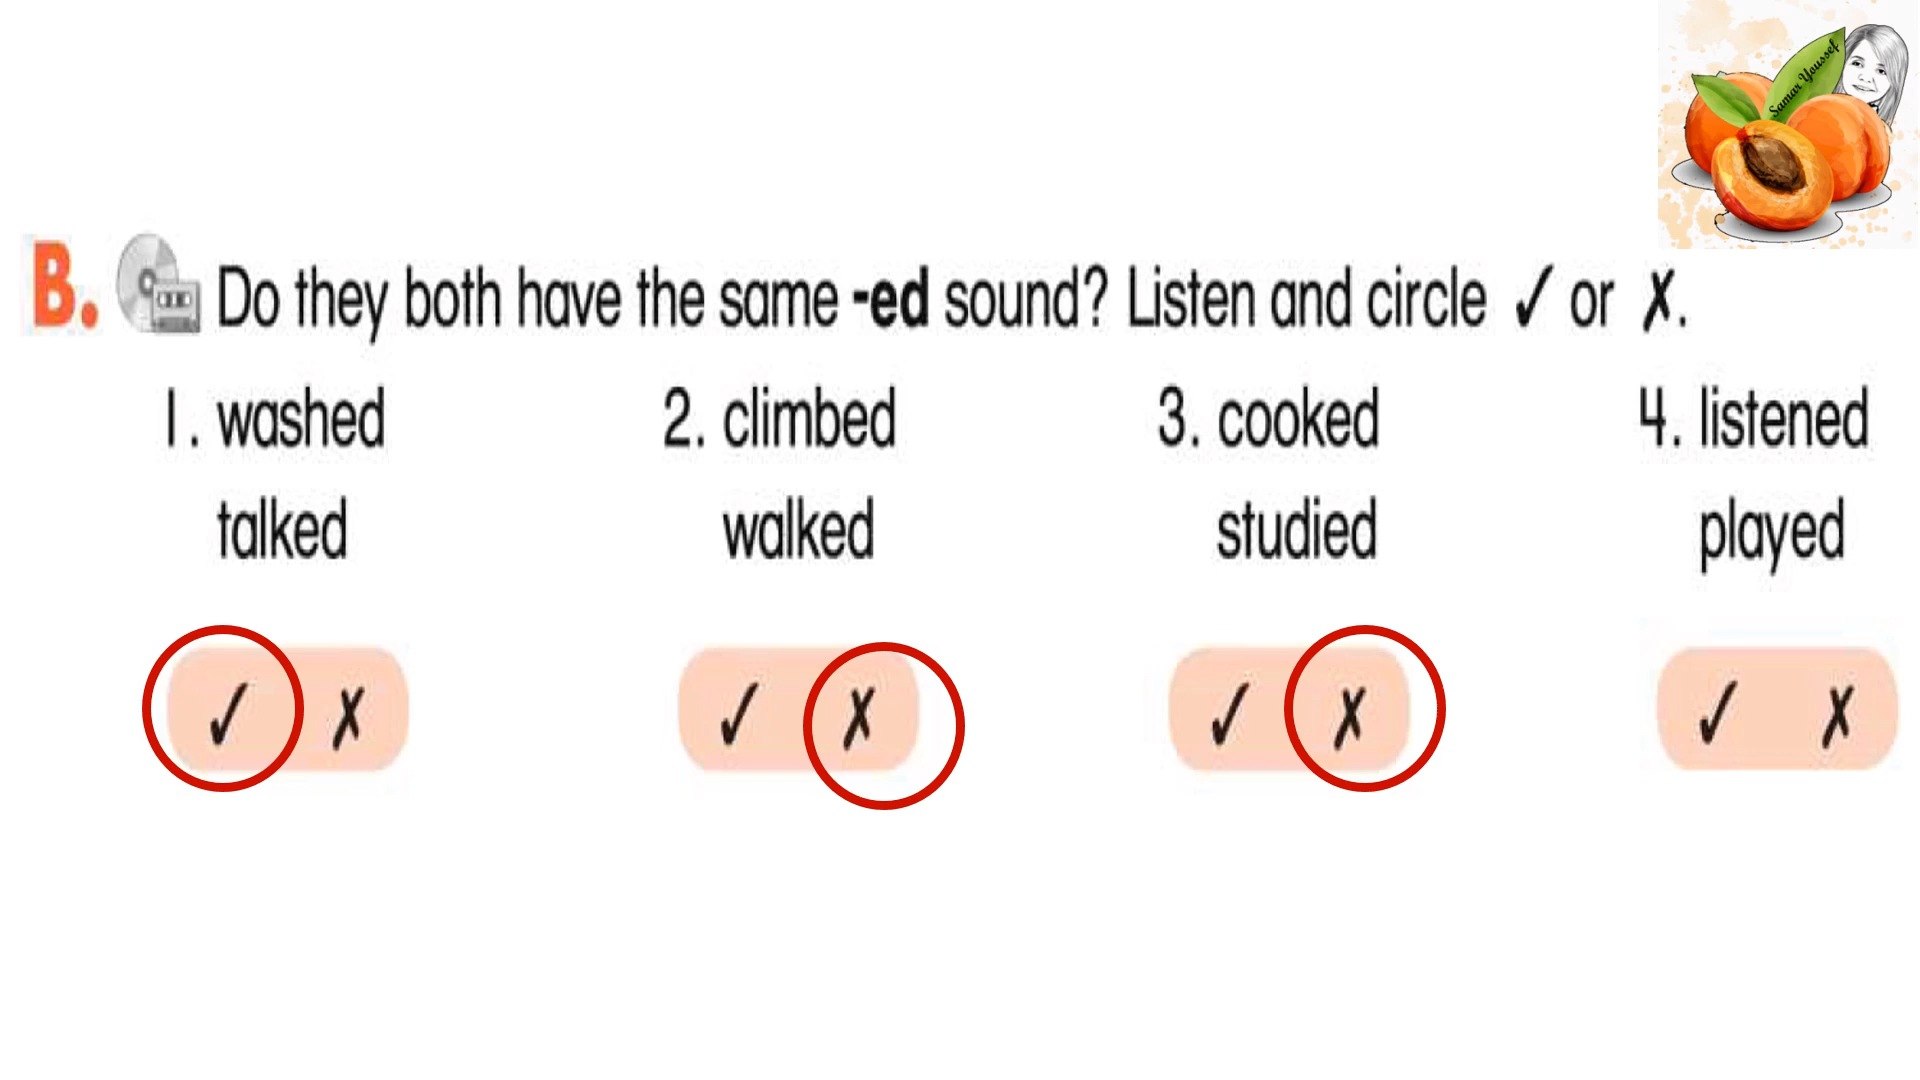 Samar Youssef
B. Do they both have the same -ed sound? Listen and circle ✓ or ✗.
1. washed 2. climbed 3. cooked 4. listened
talked walked studied played
✓ ✗ ✓ ✗ ✓ ✗ ✓ ✗